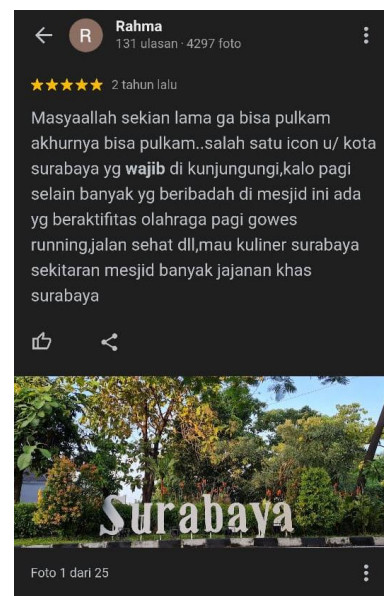 Rahma
131 ulasan · 4297 foto
2 tahun lalu
Masyaallah sekian lama ga bisa pulkam
akhurnya bisa pulkam..salah satu icon u/ kota
surabaya yg wajib di kunjungungi,kalo pagi
selain banyak yg beribadah di mesjid ini ada
yg beraktifitas olahraga pagi gowes
running,jalan sehat dll,mau kuliner surabaya
sekitaran mesjid banyak jajanan khas
surabaya
Surabaya
Foto 1 dari 25